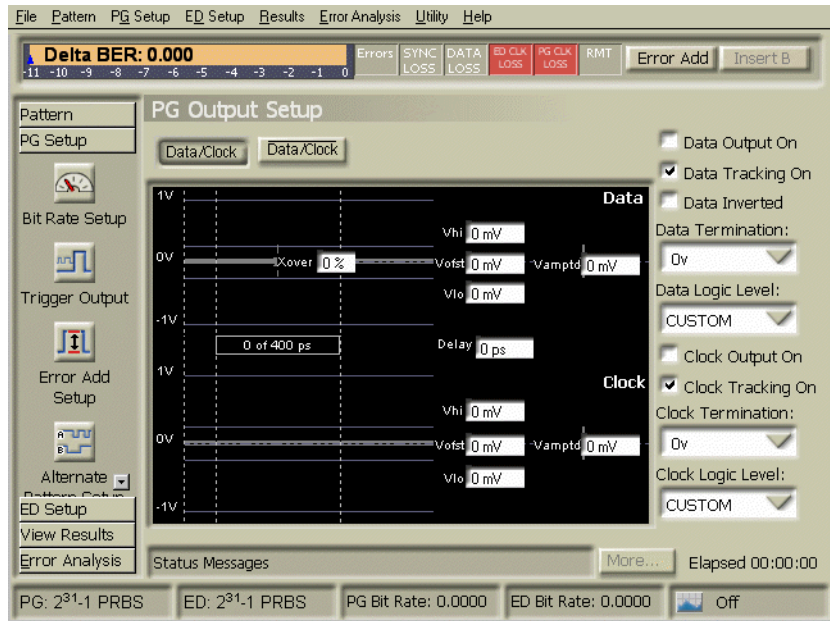 File Pattern PG Setup ED Setup Results Error Analysis Utility Help
Delta BER: 0.000
-11 -10 -9 -8 -7 -6 -5 -4 -3 -2 -1 0
Errors
SYNC LOSS
DATA LOSS
ED CLK LOSS
PG CLK LOSS
RMT
Error Add
Insert B
Pattern
PG Setup
Bit Rate Setup
Trigger Output
Error Add
Setup
A
B
Alternate
Pattern Setup
ED Setup
View Results
Error Analysis
PG Output Setup
Data/Clock Data/Clock
1V
Data
Vhi 0 mV
0V
Xover 0 %
Vofst 0 mV
Vamptd 0 mV
Vlo 0 mV
-1V
0 of 400 ps
Delay 0 ps
1V
Clock
Vhi 0 mV
0V
Vofst 0 mV
Vamptd 0 mV
Vlo 0 mV
-1V
Data Output On
Data Tracking On
Data Inverted
Data Termination:
0v
Data Logic Level:
CUSTOM
Clock Output On
Clock Tracking On
Clock Termination:
0v
Clock Logic Level:
CUSTOM
Status Messages
More...
Elapsed 00:00:00
PG: 2³¹-1 PRBS
ED: 2³¹-1 PRBS
PG Bit Rate: 0.0000
ED Bit Rate: 0.0000
Off